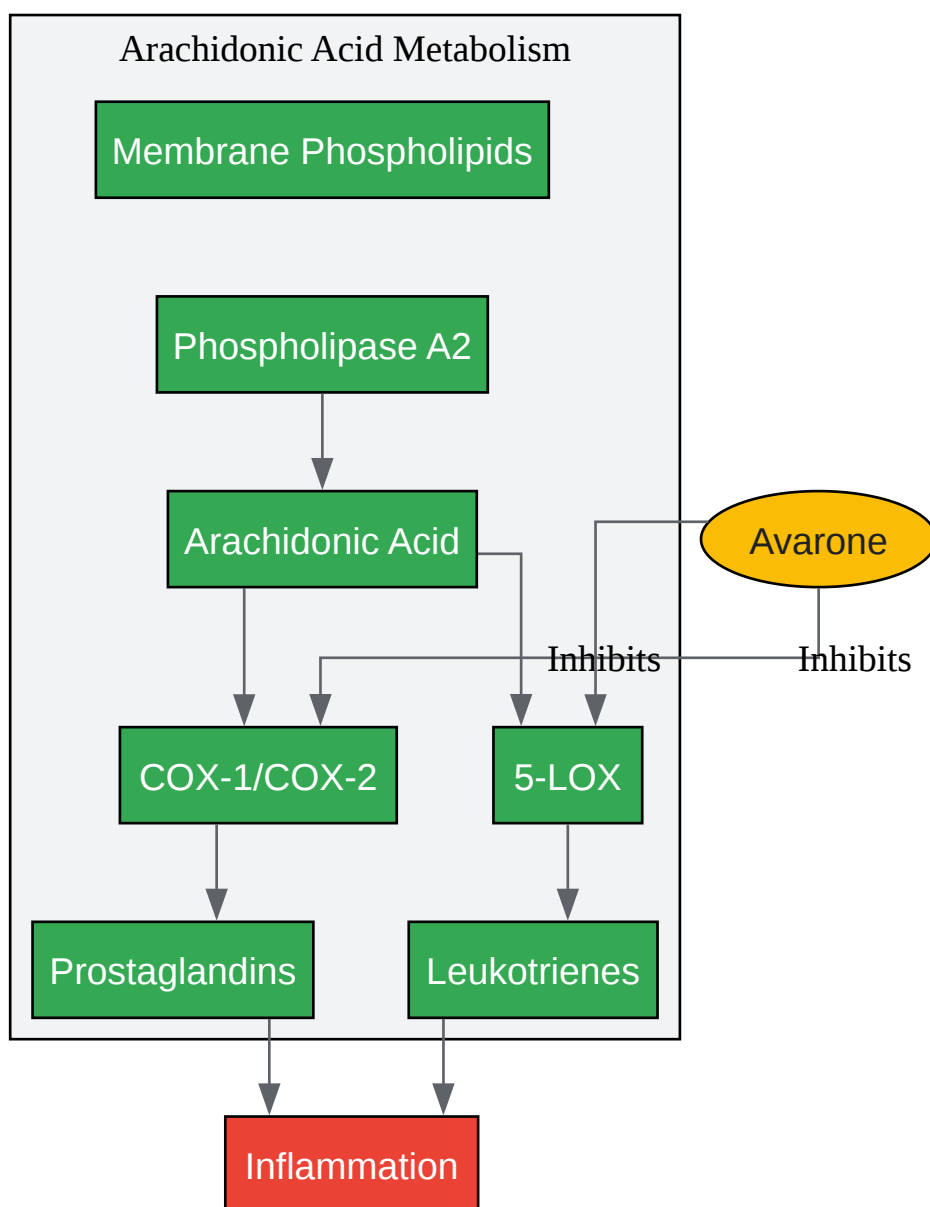 Arachidonic Acid Metabolism
Membrane Phospholipids
Phospholipase A2
Arachidonic Acid
Avarone
Inhibits
Inhibits
COX-1/COX-2
5-LOX
Prostaglandins
Leukotrienes
Inflammation